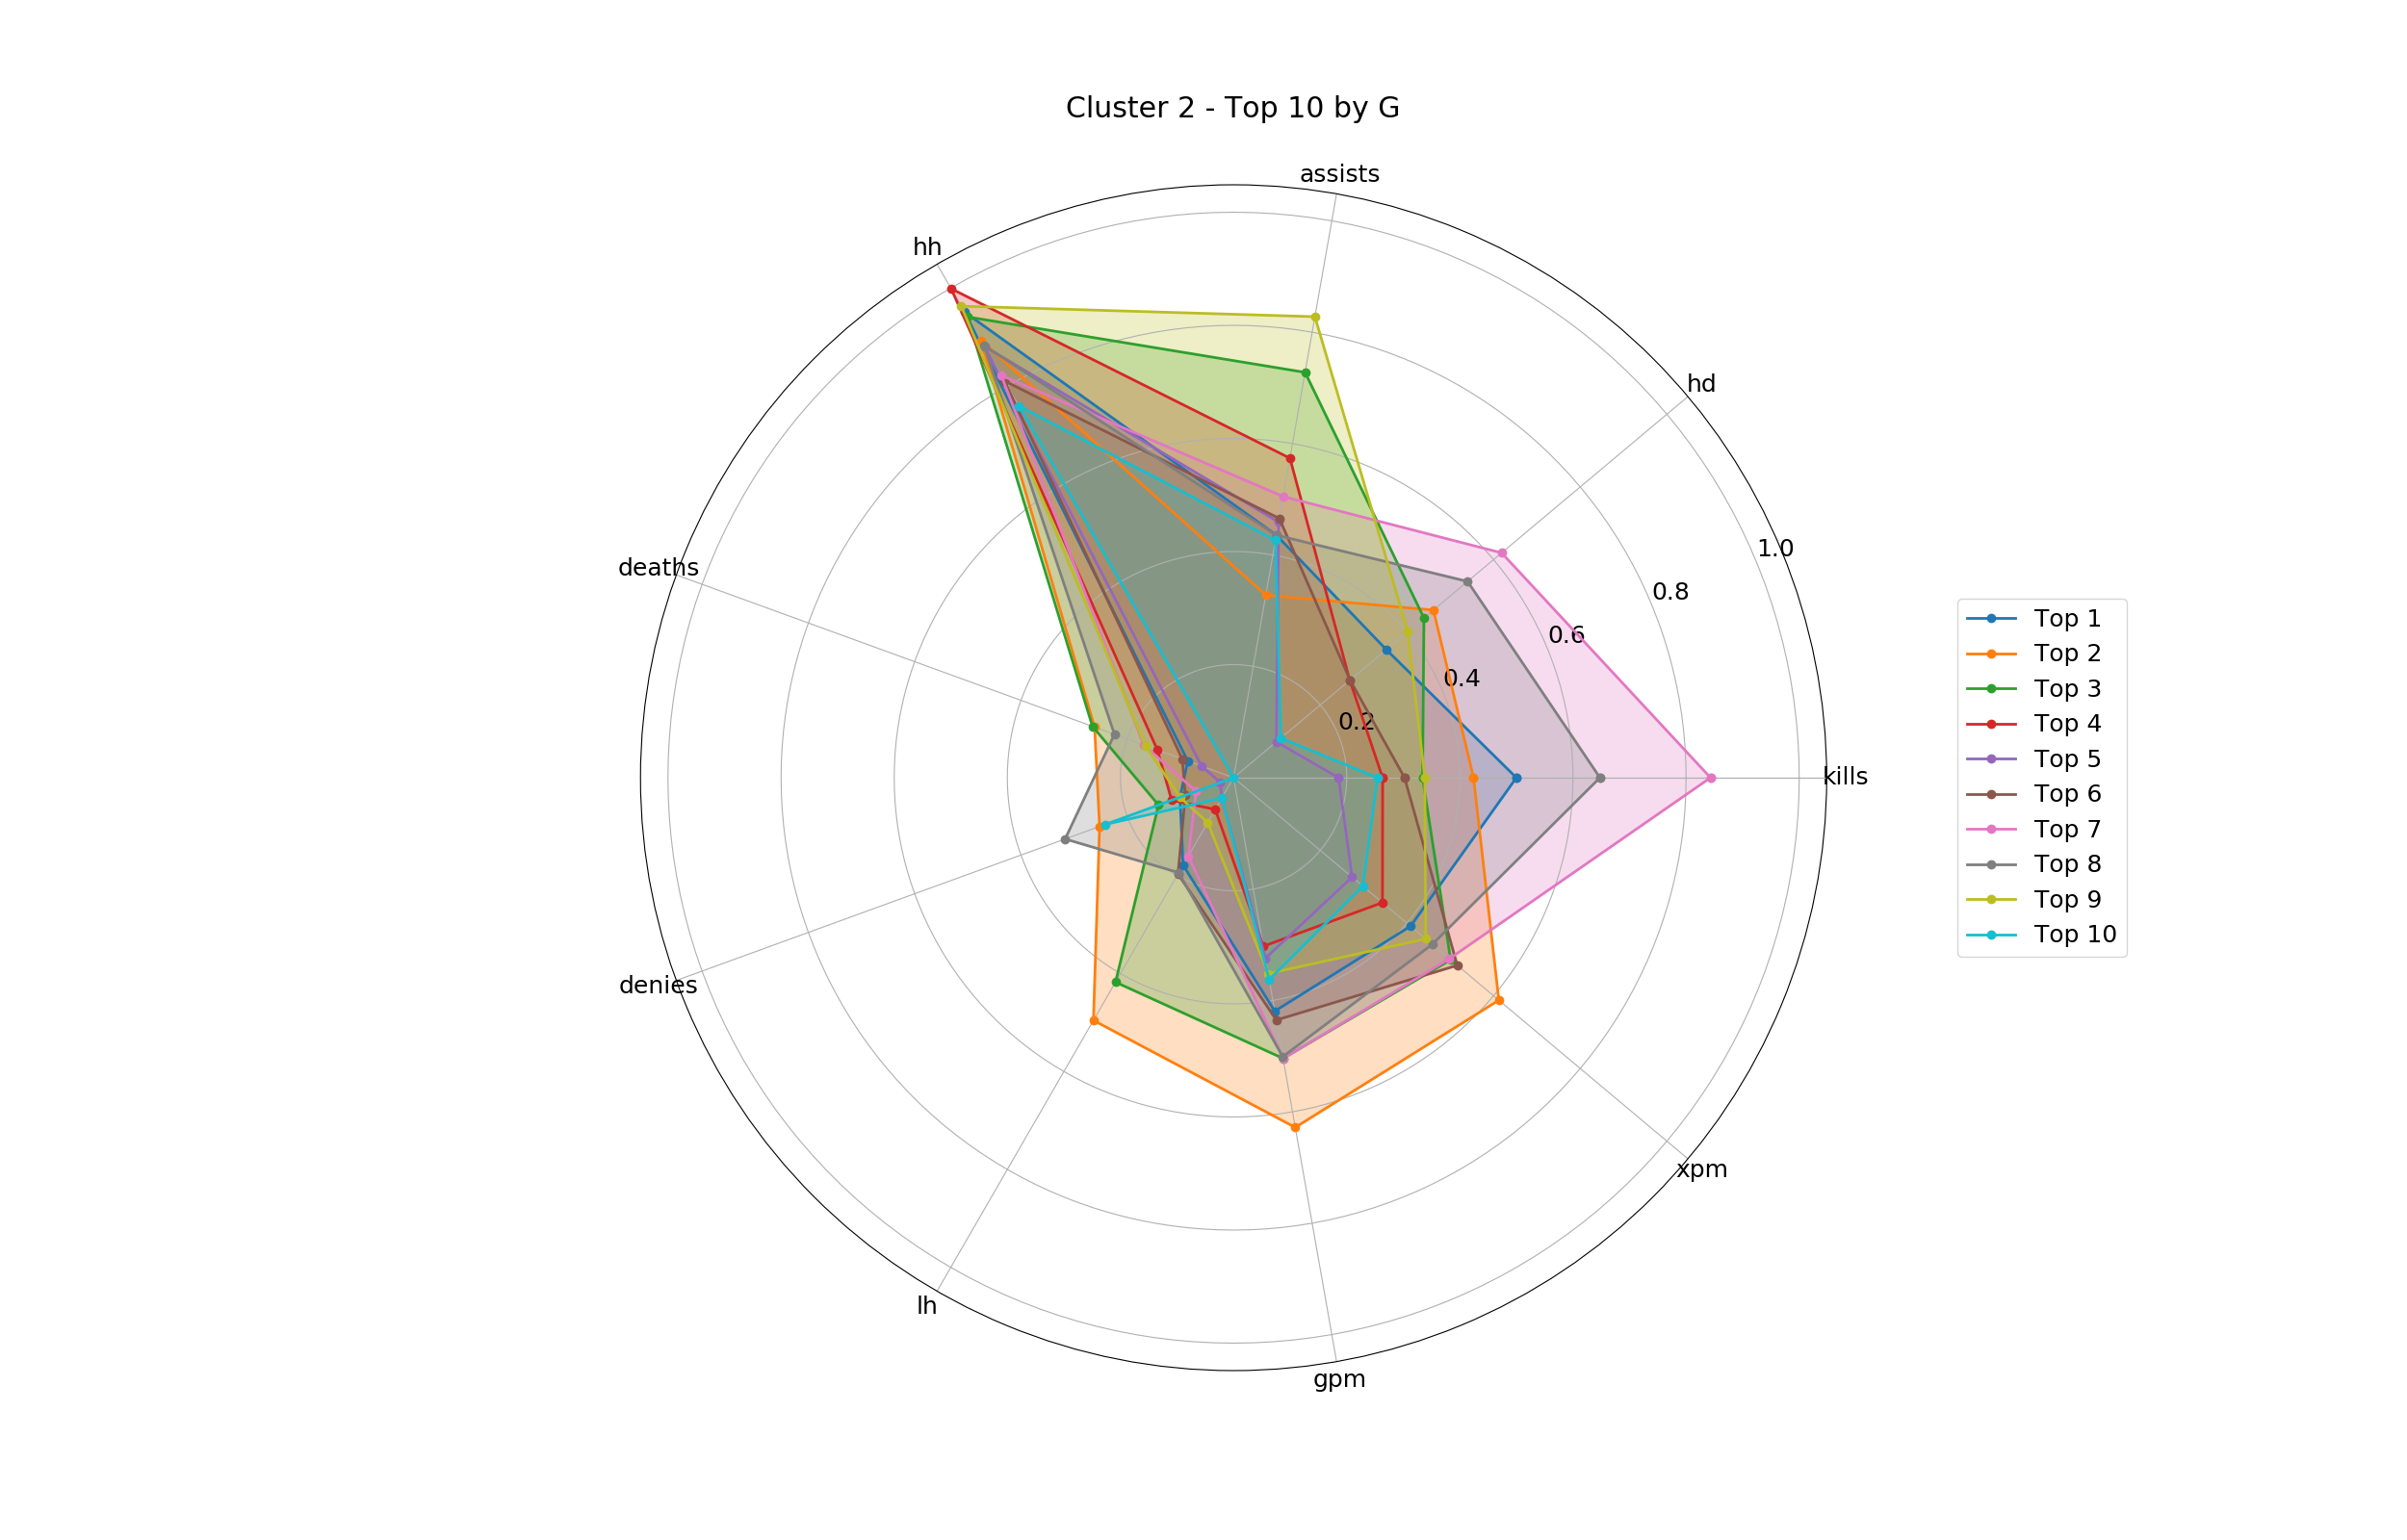 Cluster 2 - Top 10 by G
assists
hh
hd
deaths
1.0
0.8
0.6
0.4
0.2
kills
denies
xpm
lh
gpm
Top 1
Top 2
Top 3
Top 4
Top 5
Top 6
Top 7
Top 8
Top 9
Top 10